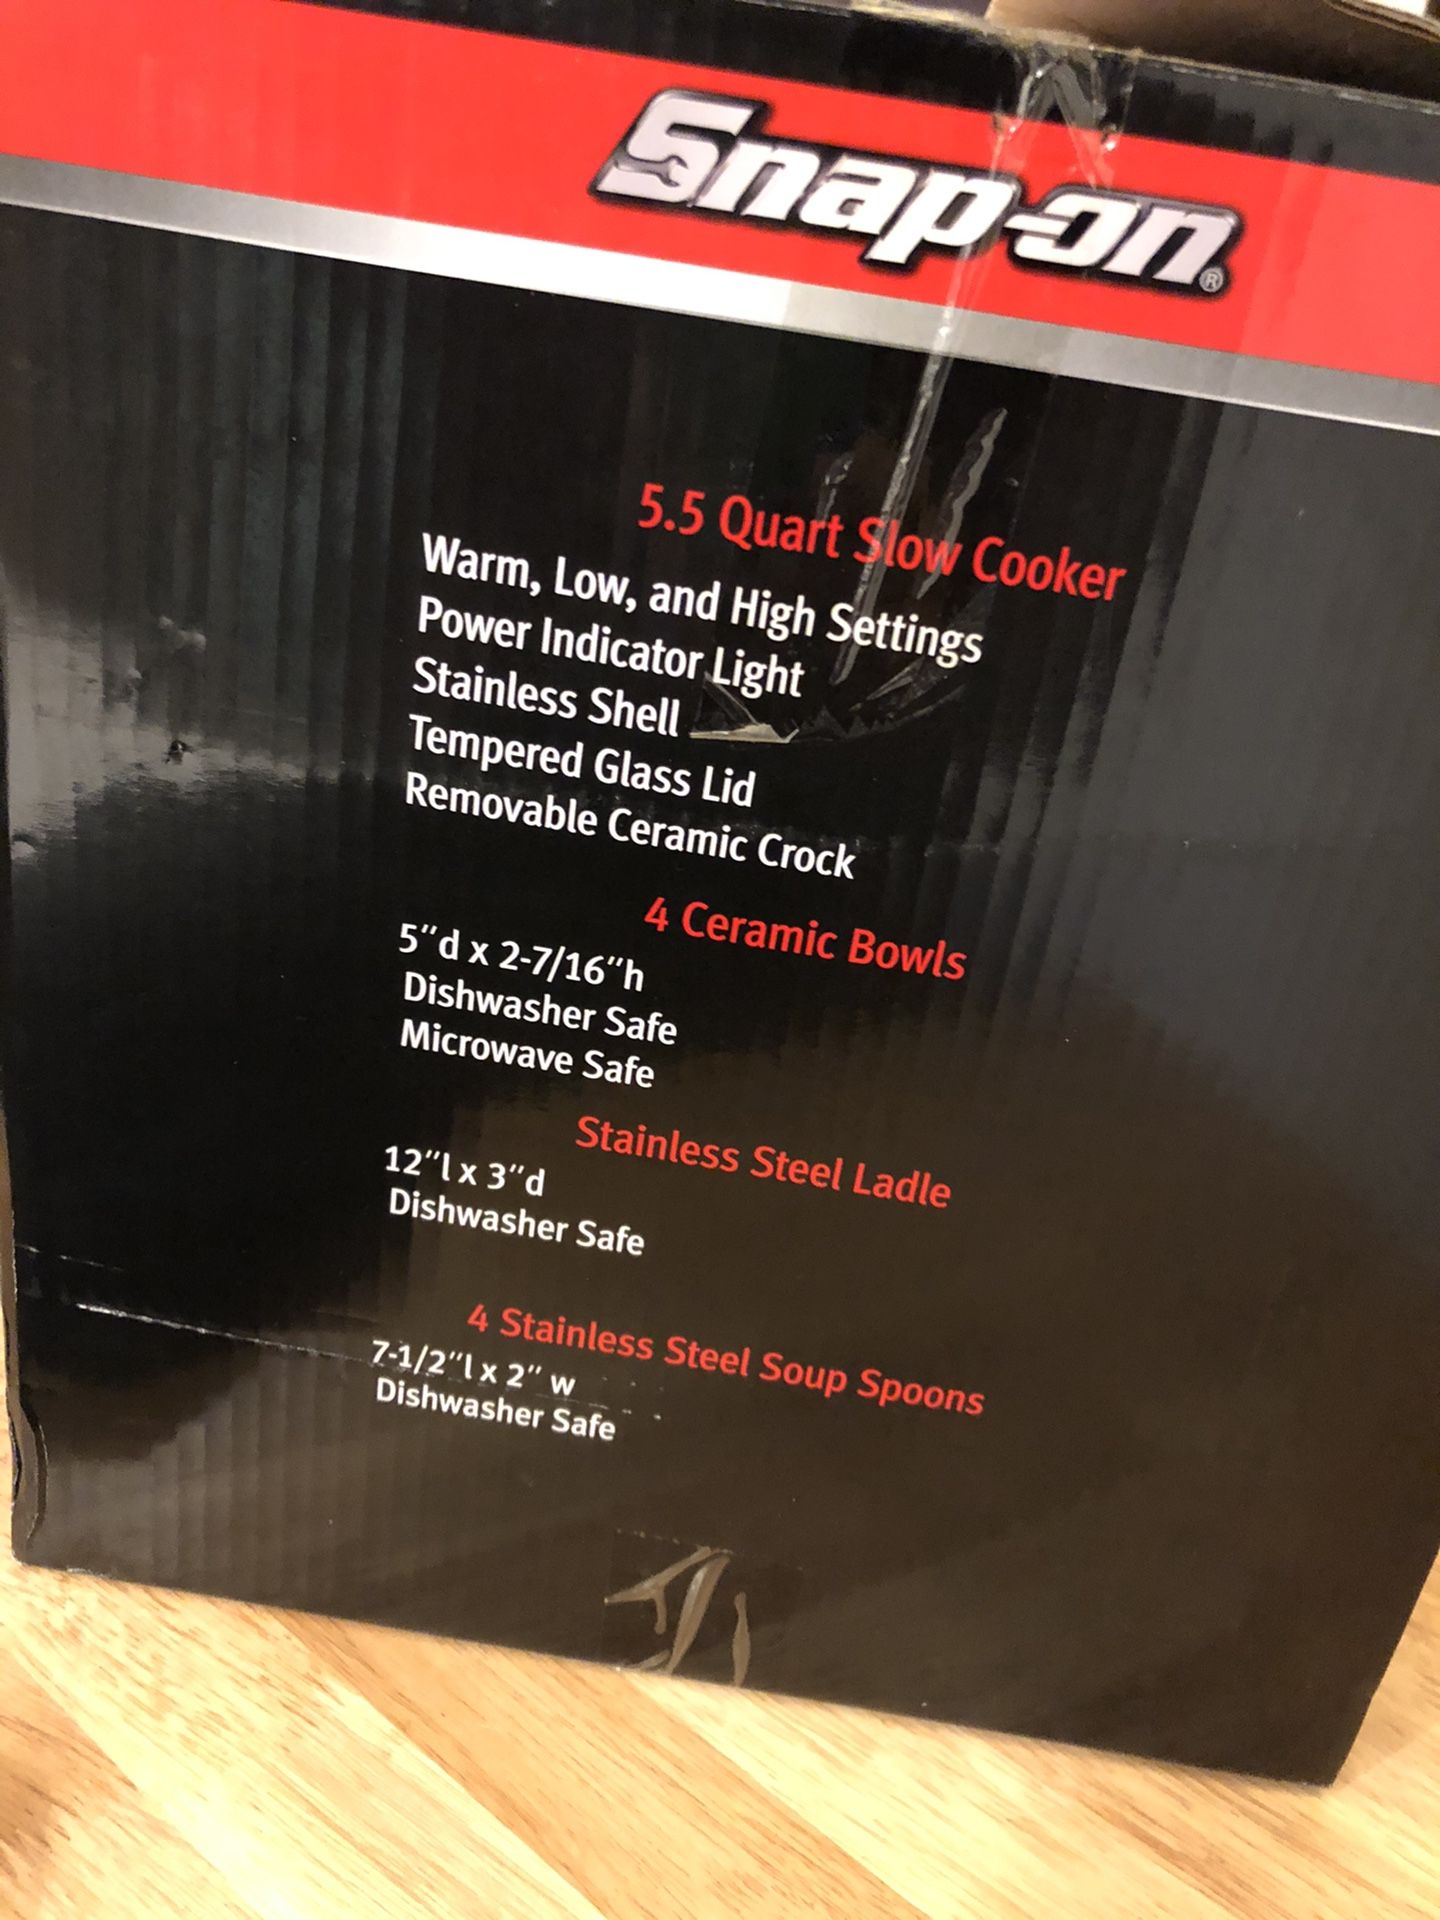 Snap-on®
5.5 Quart Slow Cooker
Warm, Low, and High Settings
Power Indicator Light
Stainless Shell
Tempered Glass Lid
Removable Ceramic Crock
4 Ceramic Bowls
5"d x 2-7/16"h
Dishwasher Safe
Microwave Safe
Stainless Steel Ladle
12"l x 3"d
Dishwasher Safe
4 Stainless Steel Soup Spoons
7-1/2"l x 2" w
Dishwasher Safe